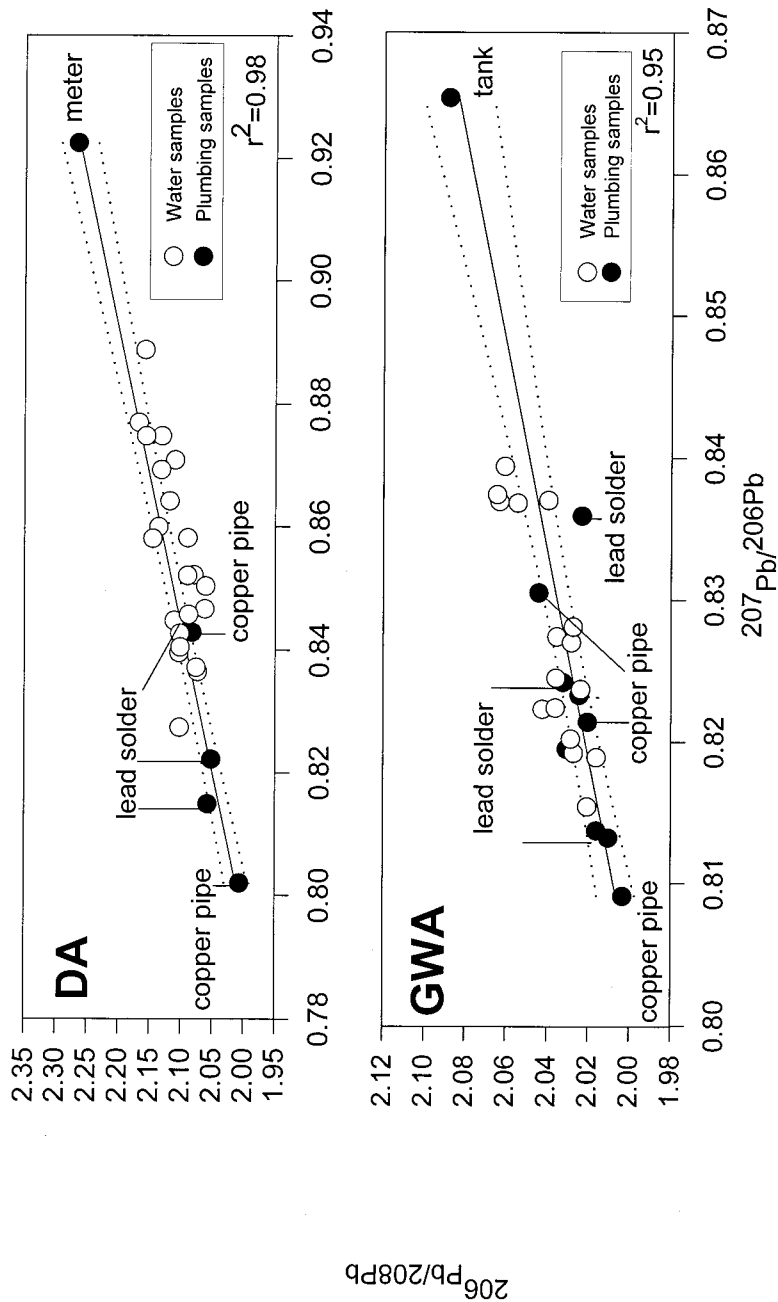 DA
2.35
2.25
2.20
2.15
2.10
2.05
2.00
1.95
meter
Water samples
Plumbing samples
r2=0.98
copper pipe
lead solder
copper pipe
0.78
0.80
0.82
0.84
0.86
0.88
0.90
0.92
0.94
GWA
2.12
2.10
2.08
2.06
2.04
2.02
2.00
1.98
tank
Water samples
Plumbing samples
r2=0.95
lead solder
lead solder
copper pipe
copper pipe
0.80
0.81
0.82
0.83
0.84
0.85
0.86
0.87
207Pb/206Pb
206Pb/208Pb